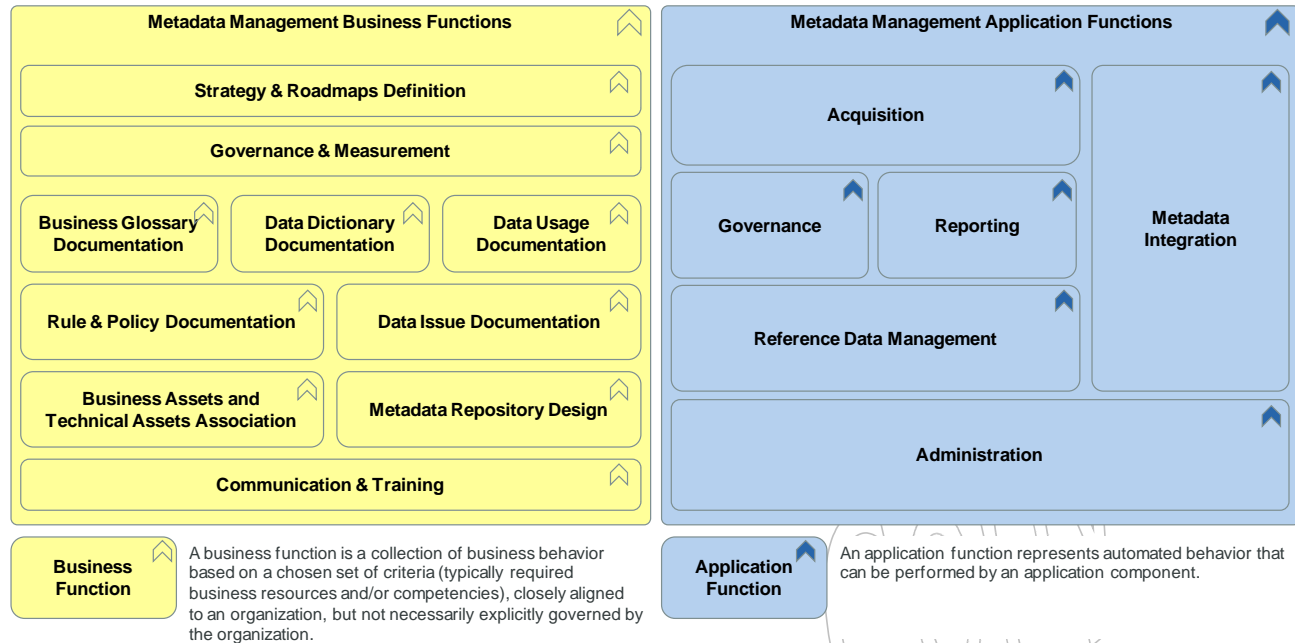 Metadata Management Business Functions
Strategy & Roadmaps Definition
Governance & Measurement
Business Glossary
Documentation
Data Dictionary
Documentation
Data Usage
Documentation
Rule & Policy Documentation
Data Issue Documentation
Business Assets and
Technical Assets Association
Metadata Repository Design
Communication & Training
Metadata Management Application Functions
Acquisition
Governance
Reporting
Metadata
Integration
Reference Data Management
Administration
Business
Function
A business function is a collection of business behavior
based on a chosen set of criteria (typically required
business resources and/or competencies), closely aligned
to an organization, but not necessarily explicitly governed by
the organization.
Application
Function
An application function represents automated behavior that
can be performed by an application component.